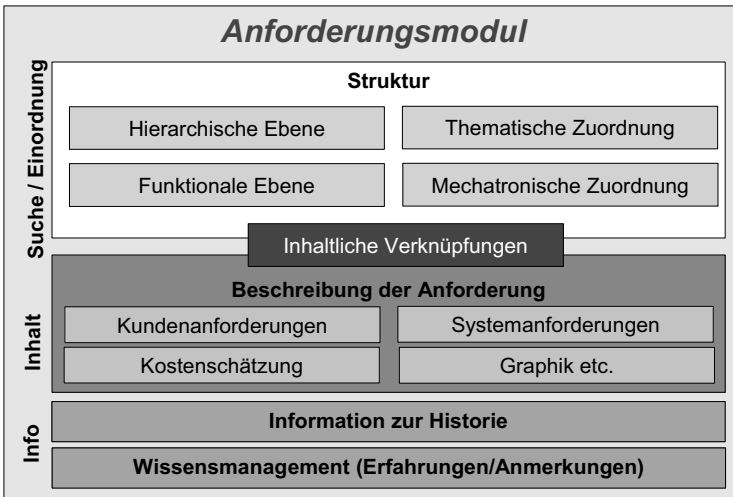 Anforderungsmodul
Suche / Einordnung
Struktur
Hierarchische Ebene
Thematische Zuordnung
Funktionale Ebene
Mechatronische Zuordnung
Inhaltliche Verknüpfungen
Inhalt
Beschreibung der Anforderung
Kundenanforderungen
Systemanforderungen
Kostenschätzung
Graphik etc.
Info
Information zur Historie
Wissensmanagement (Erfahrungen/Anmerkungen)